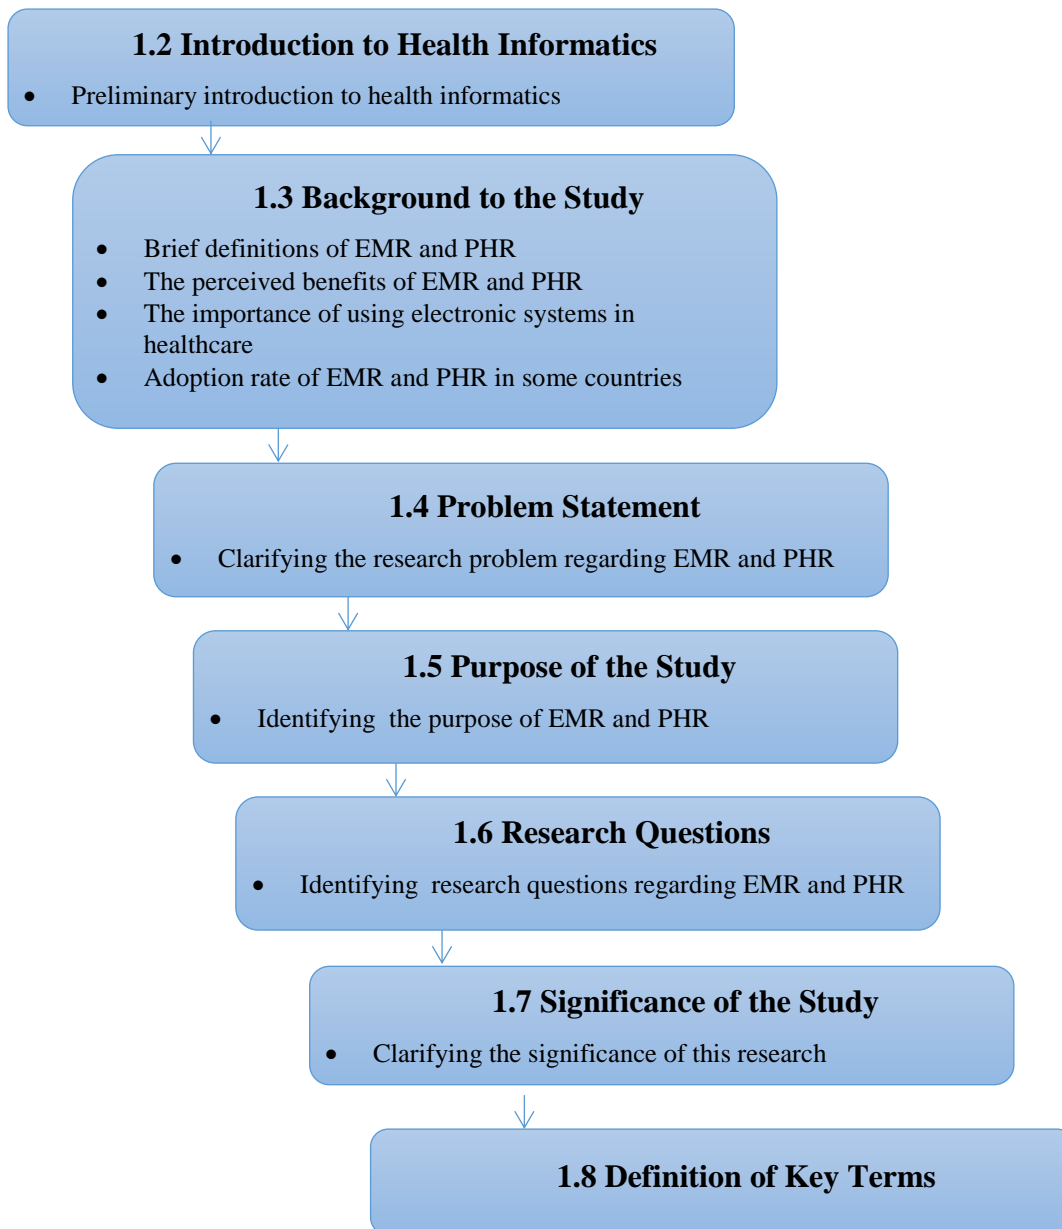 1.2 Introduction to Health Informatics
• Preliminary introduction to health informatics
1.3 Background to the Study
• Brief definitions of EMR and PHR
• The perceived benefits of EMR and PHR
• The importance of using electronic systems in
healthcare
• Adoption rate of EMR and PHR in some countries
1.4 Problem Statement
• Clarifying the research problem regarding EMR and PHR
1.5 Purpose of the Study
• Identifying  the purpose of EMR and PHR
1.6 Research Questions
• Identifying  research questions regarding EMR and PHR
1.7 Significance of the Study
• Clarifying the significance of this research
1.8 Definition of Key Terms